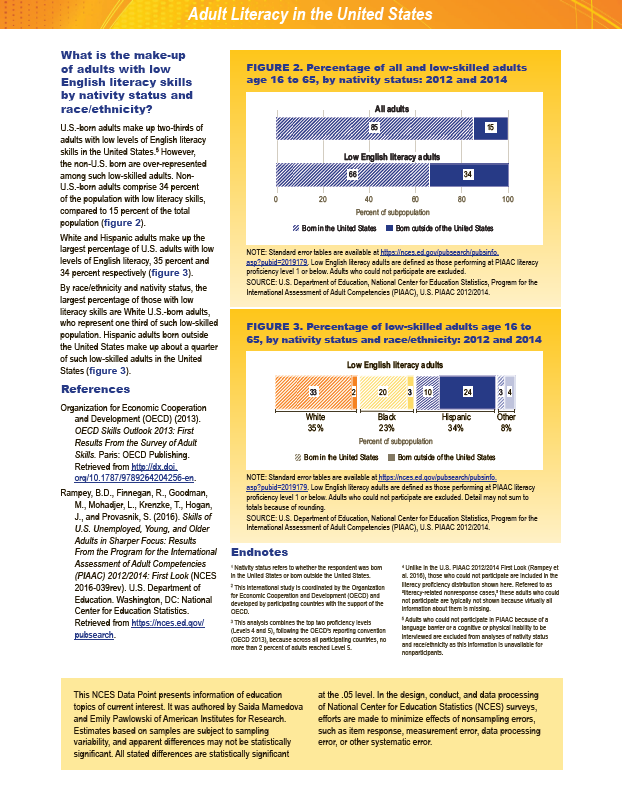 Adult Literacy in the United States
What is the make-up
of adults with low
English literacy skills
by nativity status and
race/ethnicity?
U.S.-born adults make up two-thirds of
adults with low levels of English literacy
skills in the United States.⁵ However,
the non-U.S. born are over-represented
among such low-skilled adults. Non-
U.S.-born adults comprise 34 percent
of the population with low literacy skills,
compared to 15 percent of the total
population (figure 2).
White and Hispanic adults make up the
largest percentage of U.S. adults with low
levels of English literacy, 35 percent and
34 percent respectively (figure 3).
By race/ethnicity and nativity status, the
largest percentage of those with low
literacy skills are White U.S.-born adults,
who represent one third of such low-skilled
population. Hispanic adults born outside
the United States make up about a quarter
of such low-skilled adults in the United
States (figure 3).
References
Organization for Economic Cooperation
and Development (OECD) (2013).
OECD Skills Outlook 2013: First
Results From the Survey of Adult
Skills. Paris: OECD Publishing.
Retrieved from http://dx.doi.
org/10.1787/9789264204256-en.
Rampey, B.D., Finnegan, R., Goodman,
M., Mohadjer, L., Krenzke, T., Hogan,
J., and Provasnik, S. (2016). Skills of
U.S. Unemployed, Young, and Older
Adults in Sharper Focus: Results
From the Program for the International
Assessment of Adult Competencies
(PIAAC) 2012/2014: First Look (NCES
2016-039rev). U.S. Department of
Education. Washington, DC: National
Center for Education Statistics.
Retrieved from https://nces.ed.gov/
pubsearch.
FIGURE 2. Percentage of all and low-skilled adults
age 16 to 65, by nativity status: 2012 and 2014
All adults
85 15
Low English literacy adults
66 34
0 20 40 60 80 100
Percent of subpopulation
Born in the United States Born outside of the United States
NOTE: Standard error tables are available at https://nces.ed.gov/pubsearch/pubsinfo.
asp?pubid=2019179. Low English literacy adults are defined as those performing at PIAAC literacy
proficiency level 1 or below. Adults who could not participate are excluded.
SOURCE: U.S. Department of Education, National Center for Education Statistics, Program for the
International Assessment of Adult Competencies (PIAAC), U.S. PIAAC 2012/2014.
FIGURE 3. Percentage of low-skilled adults age 16 to
65, by nativity status and race/ethnicity: 2012 and 2014
Low English literacy adults
33 2 20 3 10 24 3 4
White Black Hispanic Other
35% 23% 34% 8%
Percent of subpopulation
Born in the United States Born outside of the United States
NOTE: Standard error tables are available at https://nces.ed.gov/pubsearch/pubsinfo.
asp?pubid=2019179. Low English literacy adults are defined as those performing at PIAAC literacy
proficiency level 1 or below. Adults who could not participate are excluded. Detail may not sum to
totals because of rounding.
SOURCE: U.S. Department of Education, National Center for Education Statistics, Program for the
International Assessment of Adult Competencies (PIAAC), U.S. PIAAC 2012/2014.
Endnotes
¹ Nativity status refers to whether the respondent was born
in the United States or born outside the United States.
² This international study is coordinated by the Organization
for Economic Cooperation and Development (OECD) and
developed by participating countries with the support of the
OECD.
³ This analysis combines the top two proficiency levels
(Levels 4 and 5), following the OECD's reporting convention
(OECD 2013), because across all participating countries, no
more than 2 percent of adults reached Level 5.
⁴ Unlike in the U.S. PIAAC 2012/2014 First Look (Rampey et
al. 2016), those who could not participate are included in the
literacy proficiency distribution shown here. Referred to as
"literacy-related nonresponse cases," these adults who could
not participate are typically not shown because virtually all
information about them is missing.
⁵ Adults who could not participate in PIAAC because of a
language barrier or a cognitive or physical inability to be
interviewed are excluded from analyses of nativity status
and race/ethnicity as this information is unavailable for
nonparticipants.
This NCES Data Point presents information of education
topics of current interest. It was authored by Saida Mamedova
and Emily Pawlowski of American Institutes for Research.
Estimates based on samples are subject to sampling
variability, and apparent differences may not be statistically
significant. All stated differences are statistically significant
at the .05 level. In the design, conduct, and data processing
of National Center for Education Statistics (NCES) surveys,
efforts are made to minimize effects of nonsampling errors,
such as item response, measurement error, data processing
error, or other systematic error.